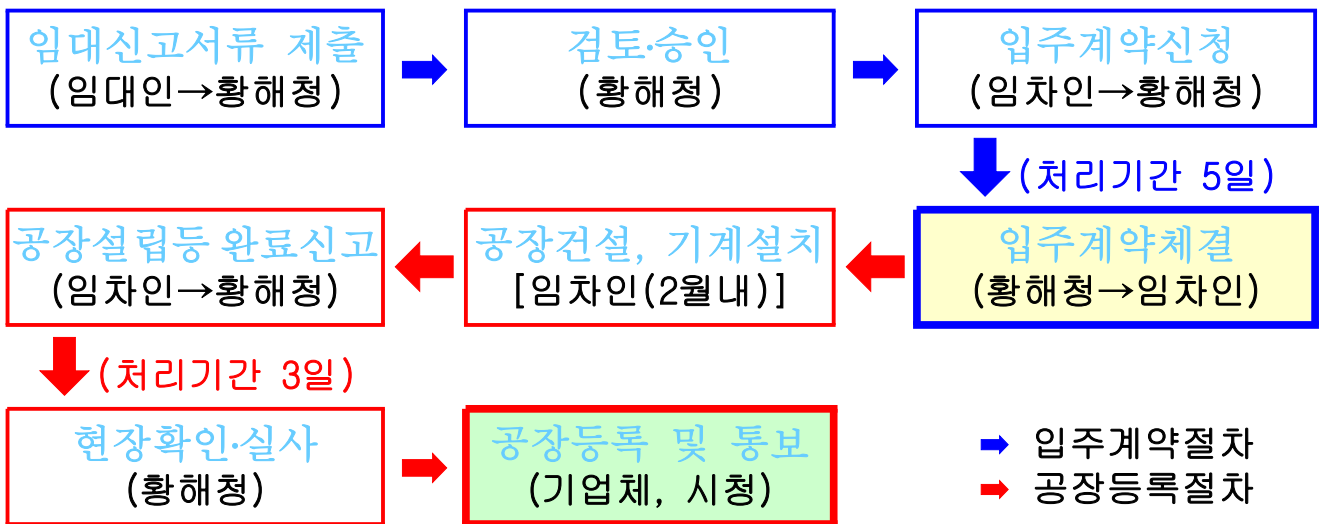 임대신고서류 제출
(임대인→황해청)
검토·승인
(황해청)
입주계약신청
(임차인→황해청)
(처리기간 5일)
입주계약체결
(황해청→임차인)
공장건설, 기계설치
[임차인(2월내)]
공장설립등 완료신고
(임차인→황해청)
(처리기간 3일)
현장확인·실사
(황해청)
공장등록 및 통보
(기업체, 시청)
입주계약절차
공장등록절차